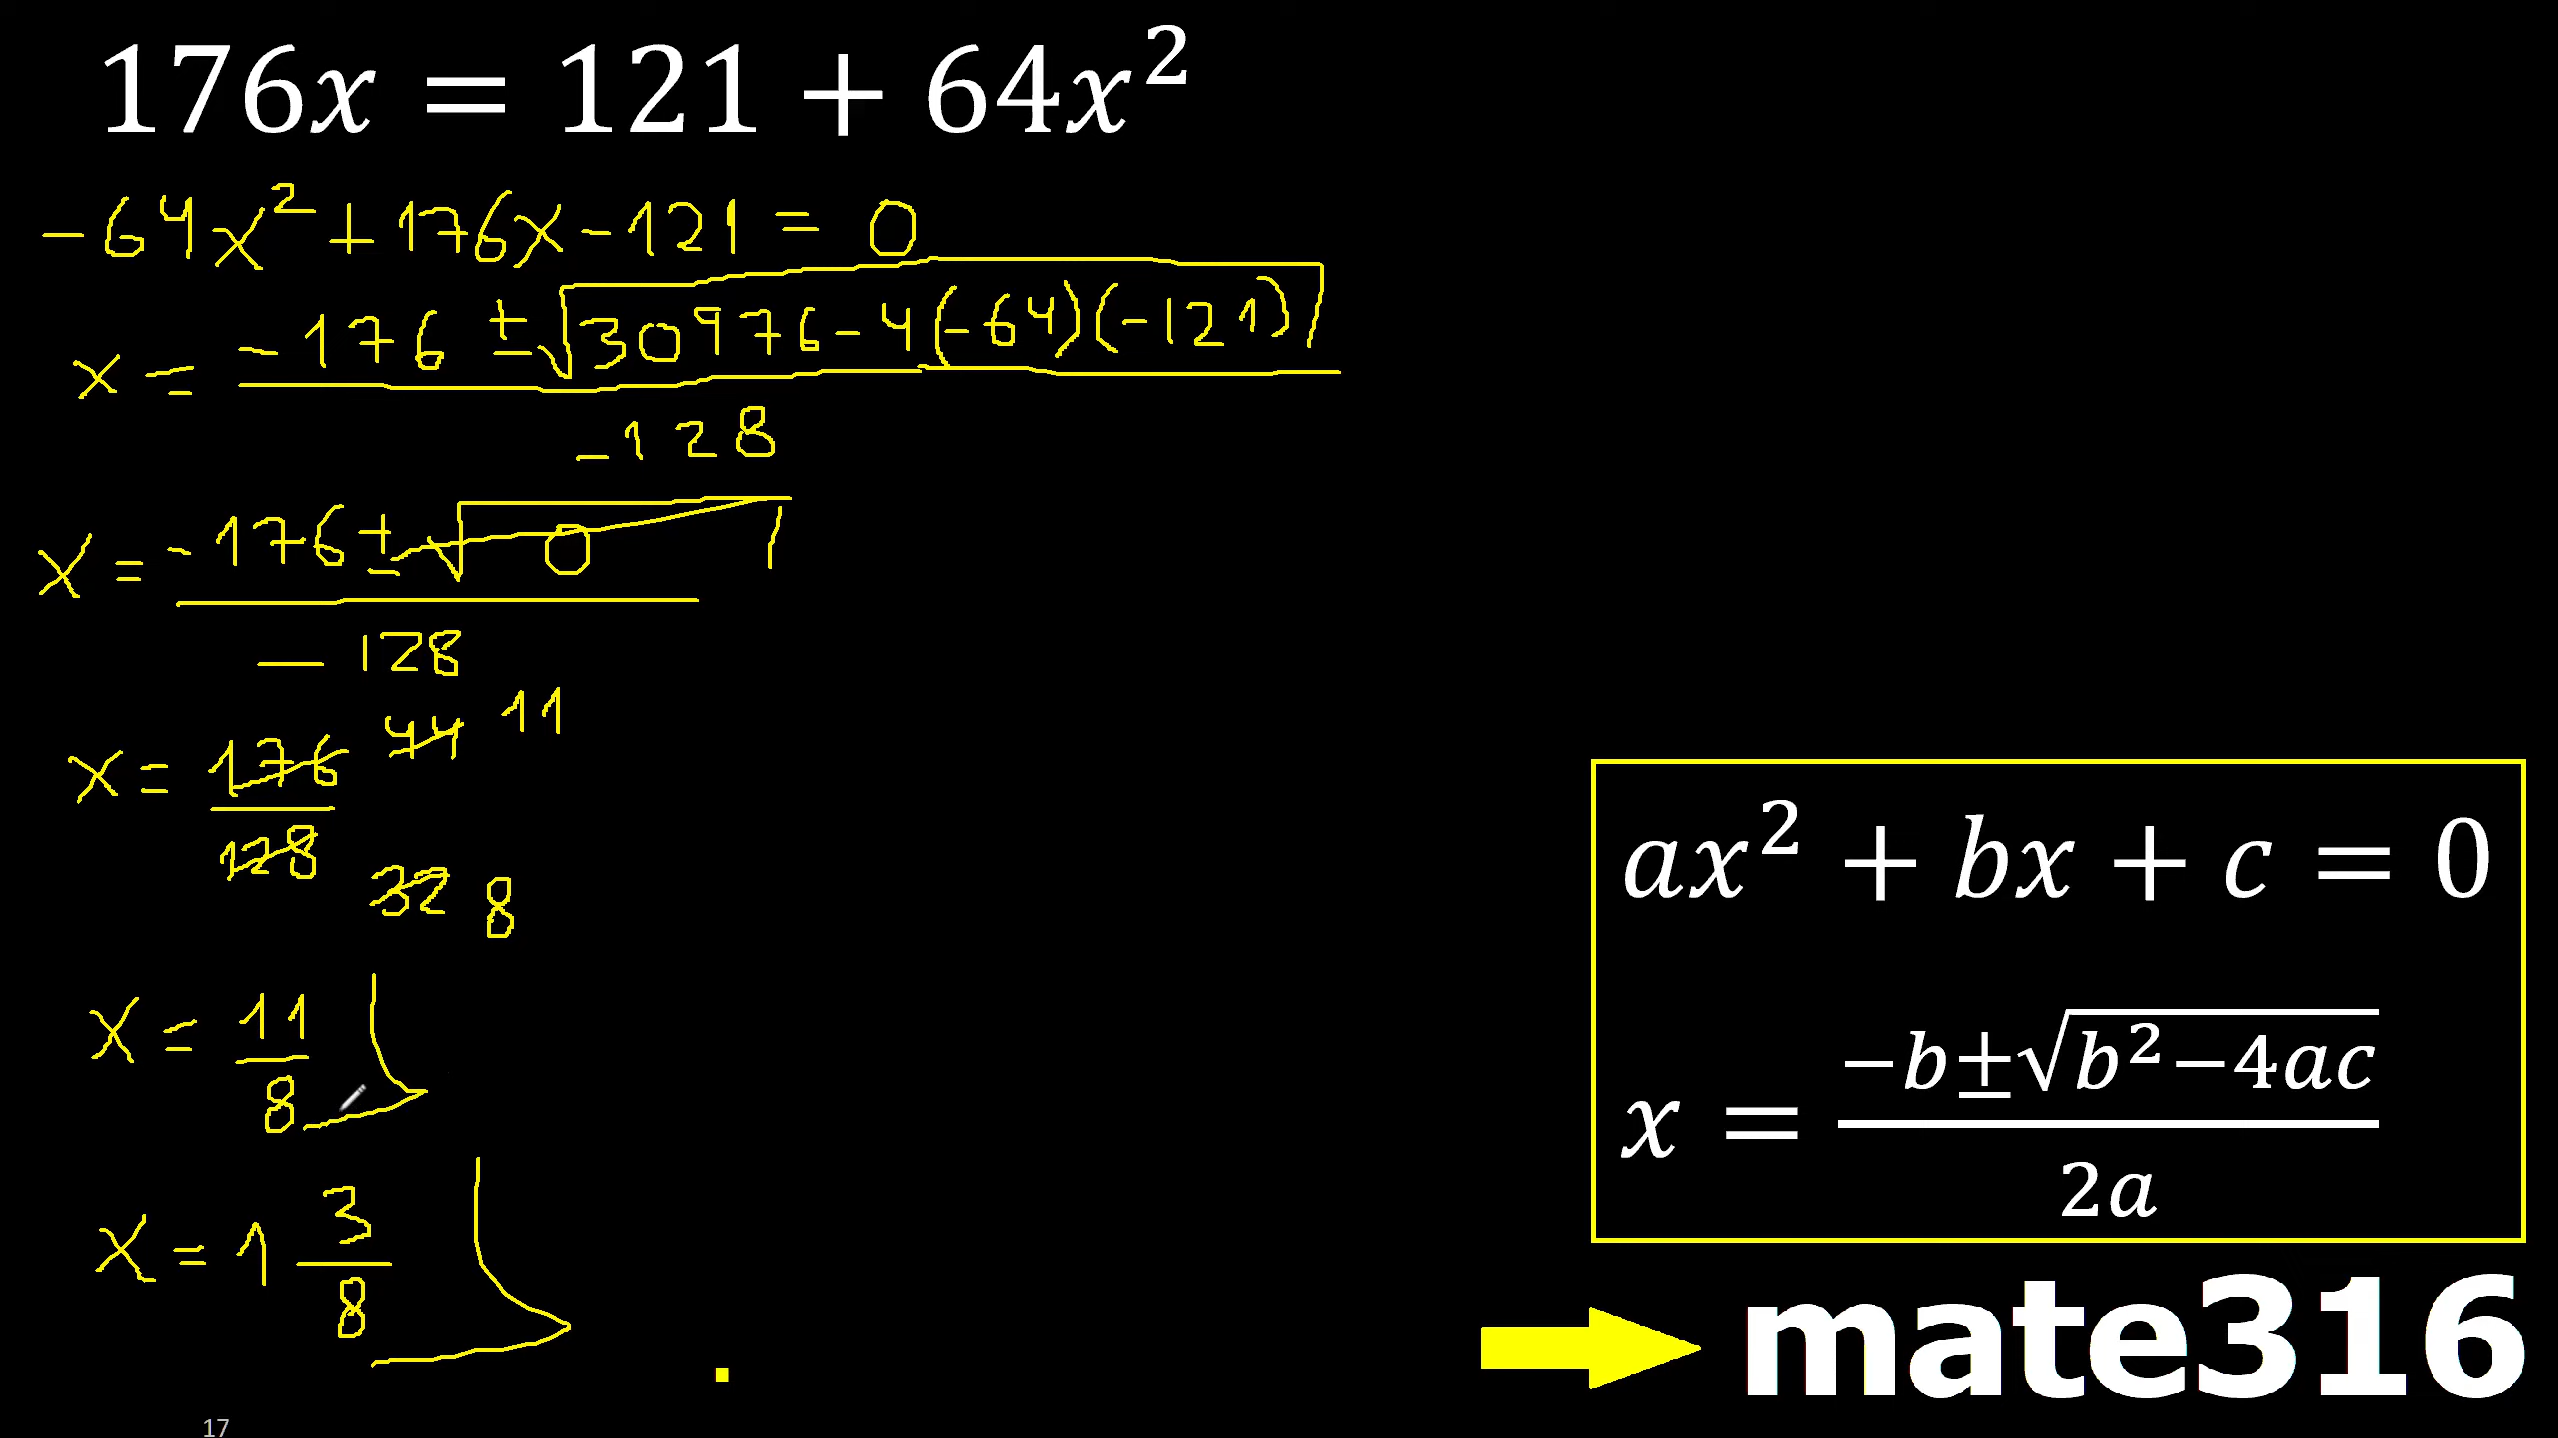 176x = 121 + 64x²
-64x² + 176x - 121 = 0
x = (-176 ± √(30976 - 4(-64)(-121))) / -128
x = (-176 ± √0) / -128
x = 176/128 44/32 11/8
x = 11/8
x = 1 3/8
ax² + bx + c = 0
x = (-b ± √(b² - 4ac)) / 2a
mate316
17